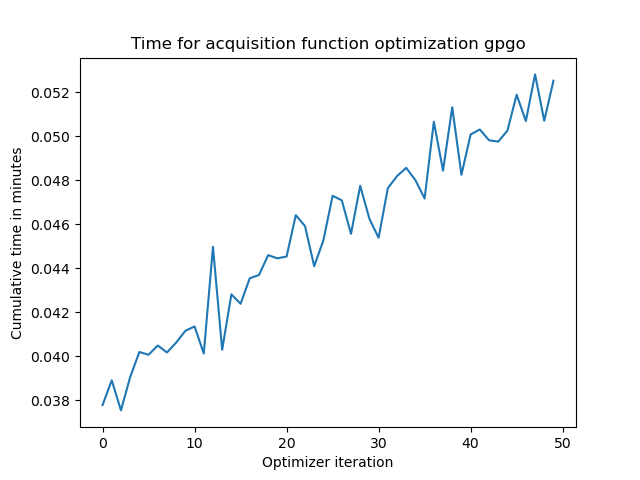 Time for acquisition function optimization gpgo
Cumulative time in minutes
0.052
0.050
0.048
0.046
0.044
0.042
0.040
0.038
0 10 20 30 40 50
Optimizer iteration